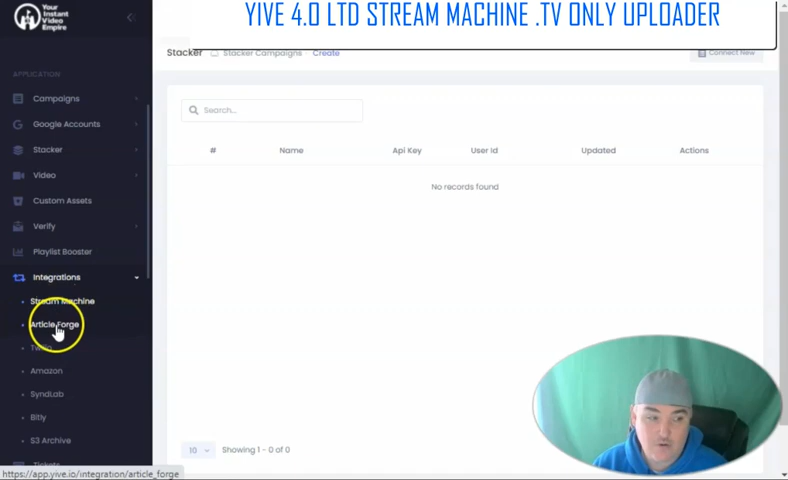 Your
Instant
Video
Empire
YIVE 4.0 LTD STREAM MACHINE .TV ONLY UPLOADER
Stacker Stacker Campaigns Create
Connect New
APPLICATION
Campaigns
Google Accounts
Stacker
Video
Custom Assets
Verify
Playlist Booster
Integrations
Stream Machine
Article Forge
Twilio
Amazon
SyndLab
Bitly
S3 Archive
Tickets
Search...
# Name Api Key User Id Updated Actions
No records found
10 Showing 1 - 0 of 0
https://app.yive.io/integration/article_forge